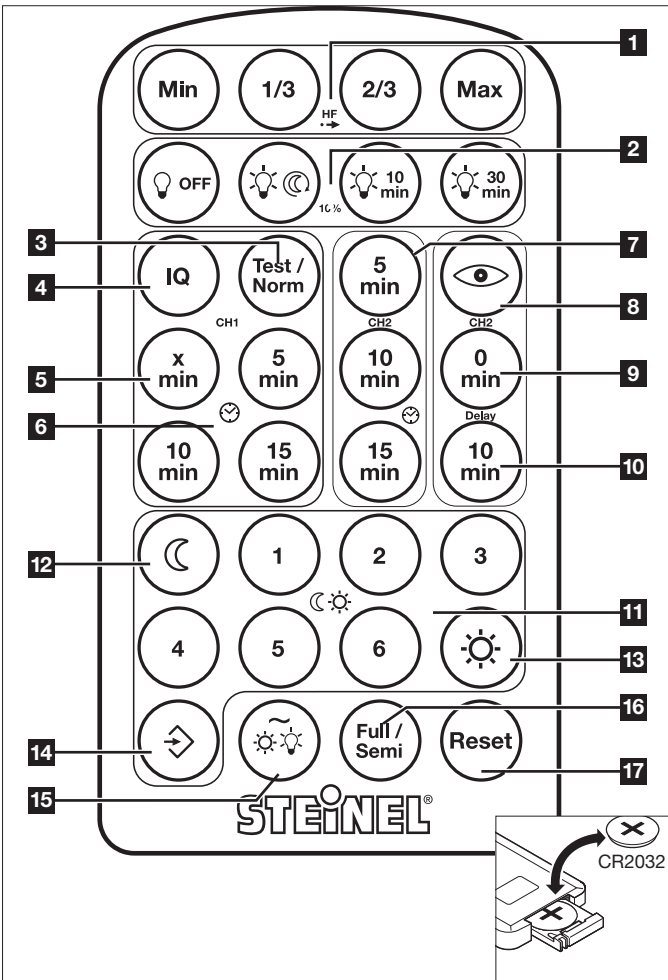 1
Min 1/3 2/3 Max
HF
2
OFF 10 min 30 min
10%
3
4
IQ Test / Norm
5 min
7
8
CH1 CH2 CH2
5
x min 5 min 10 min 0 min
9
6
Delay
10 min 15 min 15 min 10 min
10
12
1 2 3
11
4 5 6
13
14
Full / Semi Reset
16
15
17
STEINEL®
CR2032